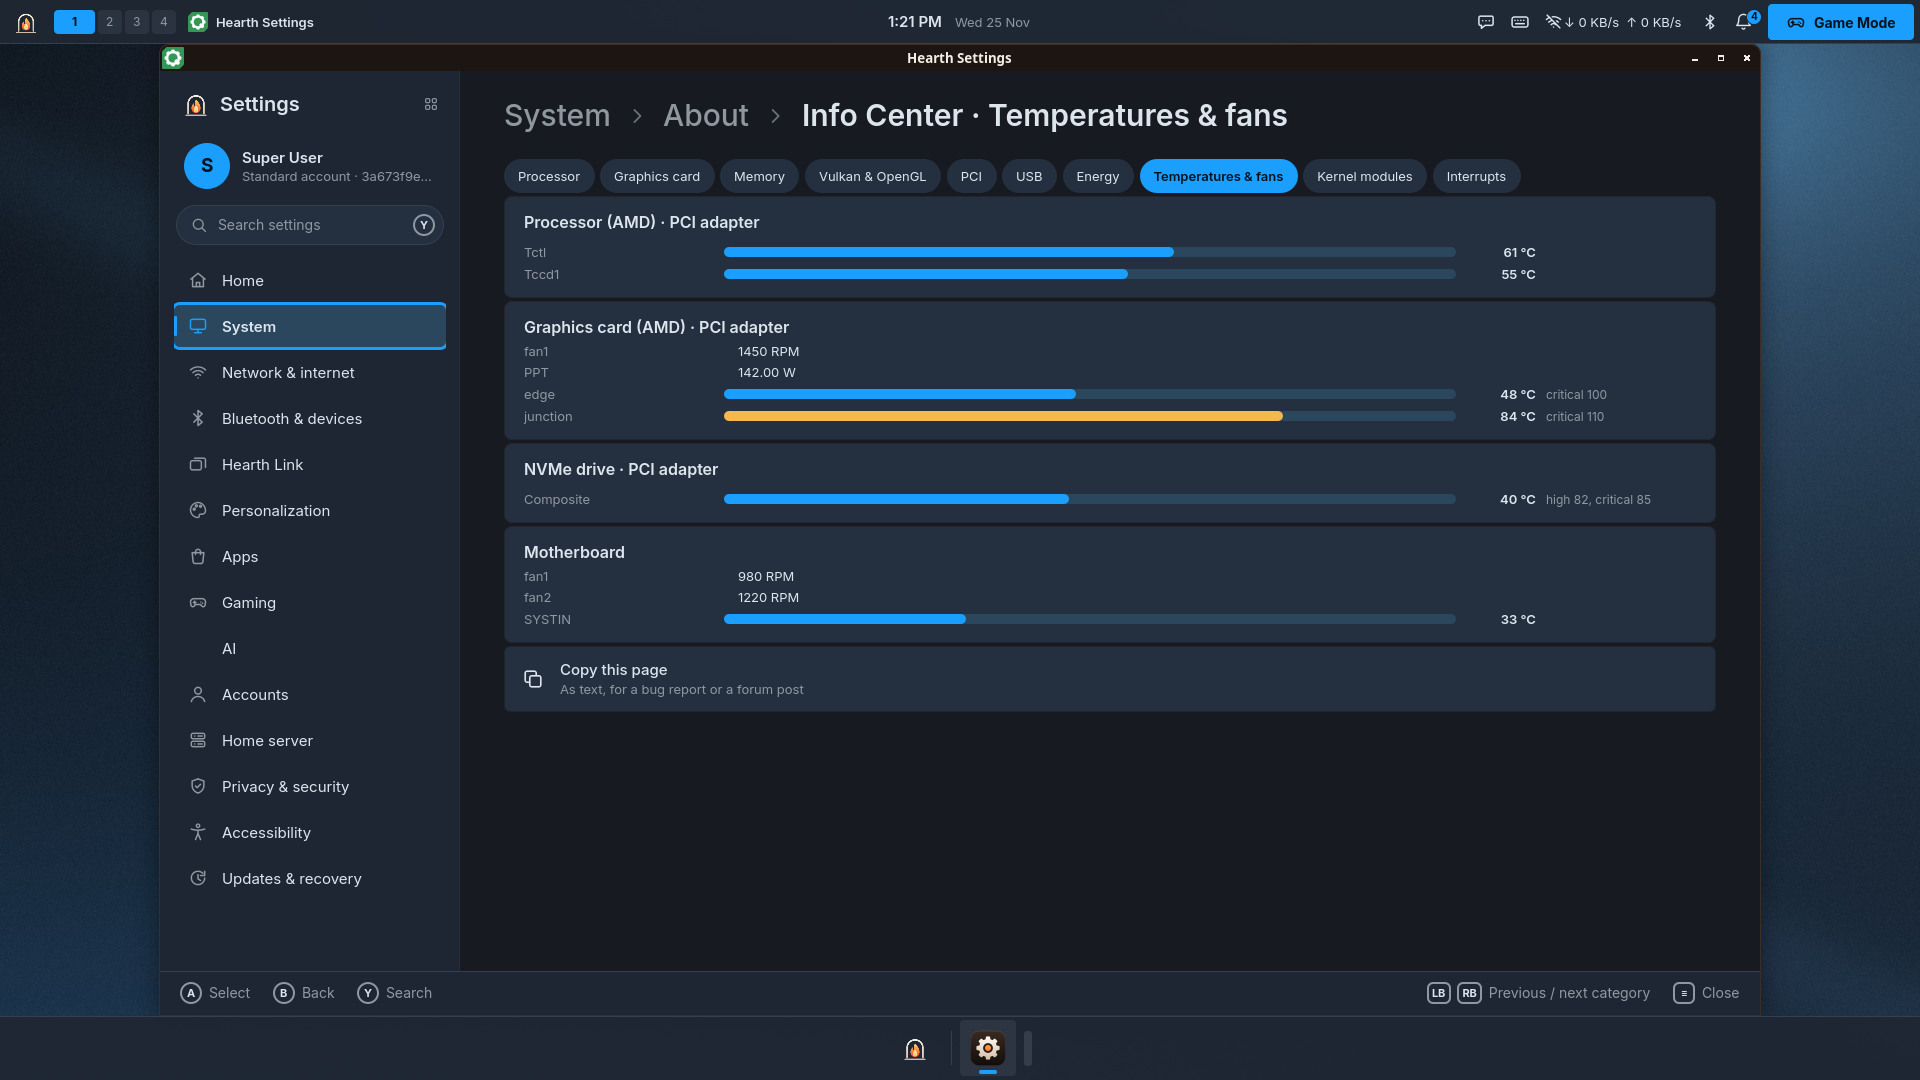 1 2 3 4 Hearth Settings 1:21 PM Wed 25 Nov 0 KB/s 0 KB/s 4 Game Mode
Hearth Settings
Settings
S Super User
Standard account · 3a673f9e...
Search settings Y
Home
System
Network & internet
Bluetooth & devices
Hearth Link
Personalization
Apps
Gaming
AI
Accounts
Home server
Privacy & security
Accessibility
Updates & recovery
System > About > Info Center · Temperatures & fans
Processor Graphics card Memory Vulkan & OpenGL PCI USB Energy Temperatures & fans Kernel modules Interrupts
Processor (AMD) · PCI adapter
Tctl 61 °C
Tccd1 55 °C
Graphics card (AMD) · PCI adapter
fan1 1450 RPM
PPT 142.00 W
edge 48 °C critical 100
junction 84 °C critical 110
NVMe drive · PCI adapter
Composite 40 °C high 82, critical 85
Motherboard
fan1 980 RPM
fan2 1220 RPM
SYSTIN 33 °C
Copy this page
As text, for a bug report or a forum post
A Select B Back Y Search LB RB Previous / next category Close